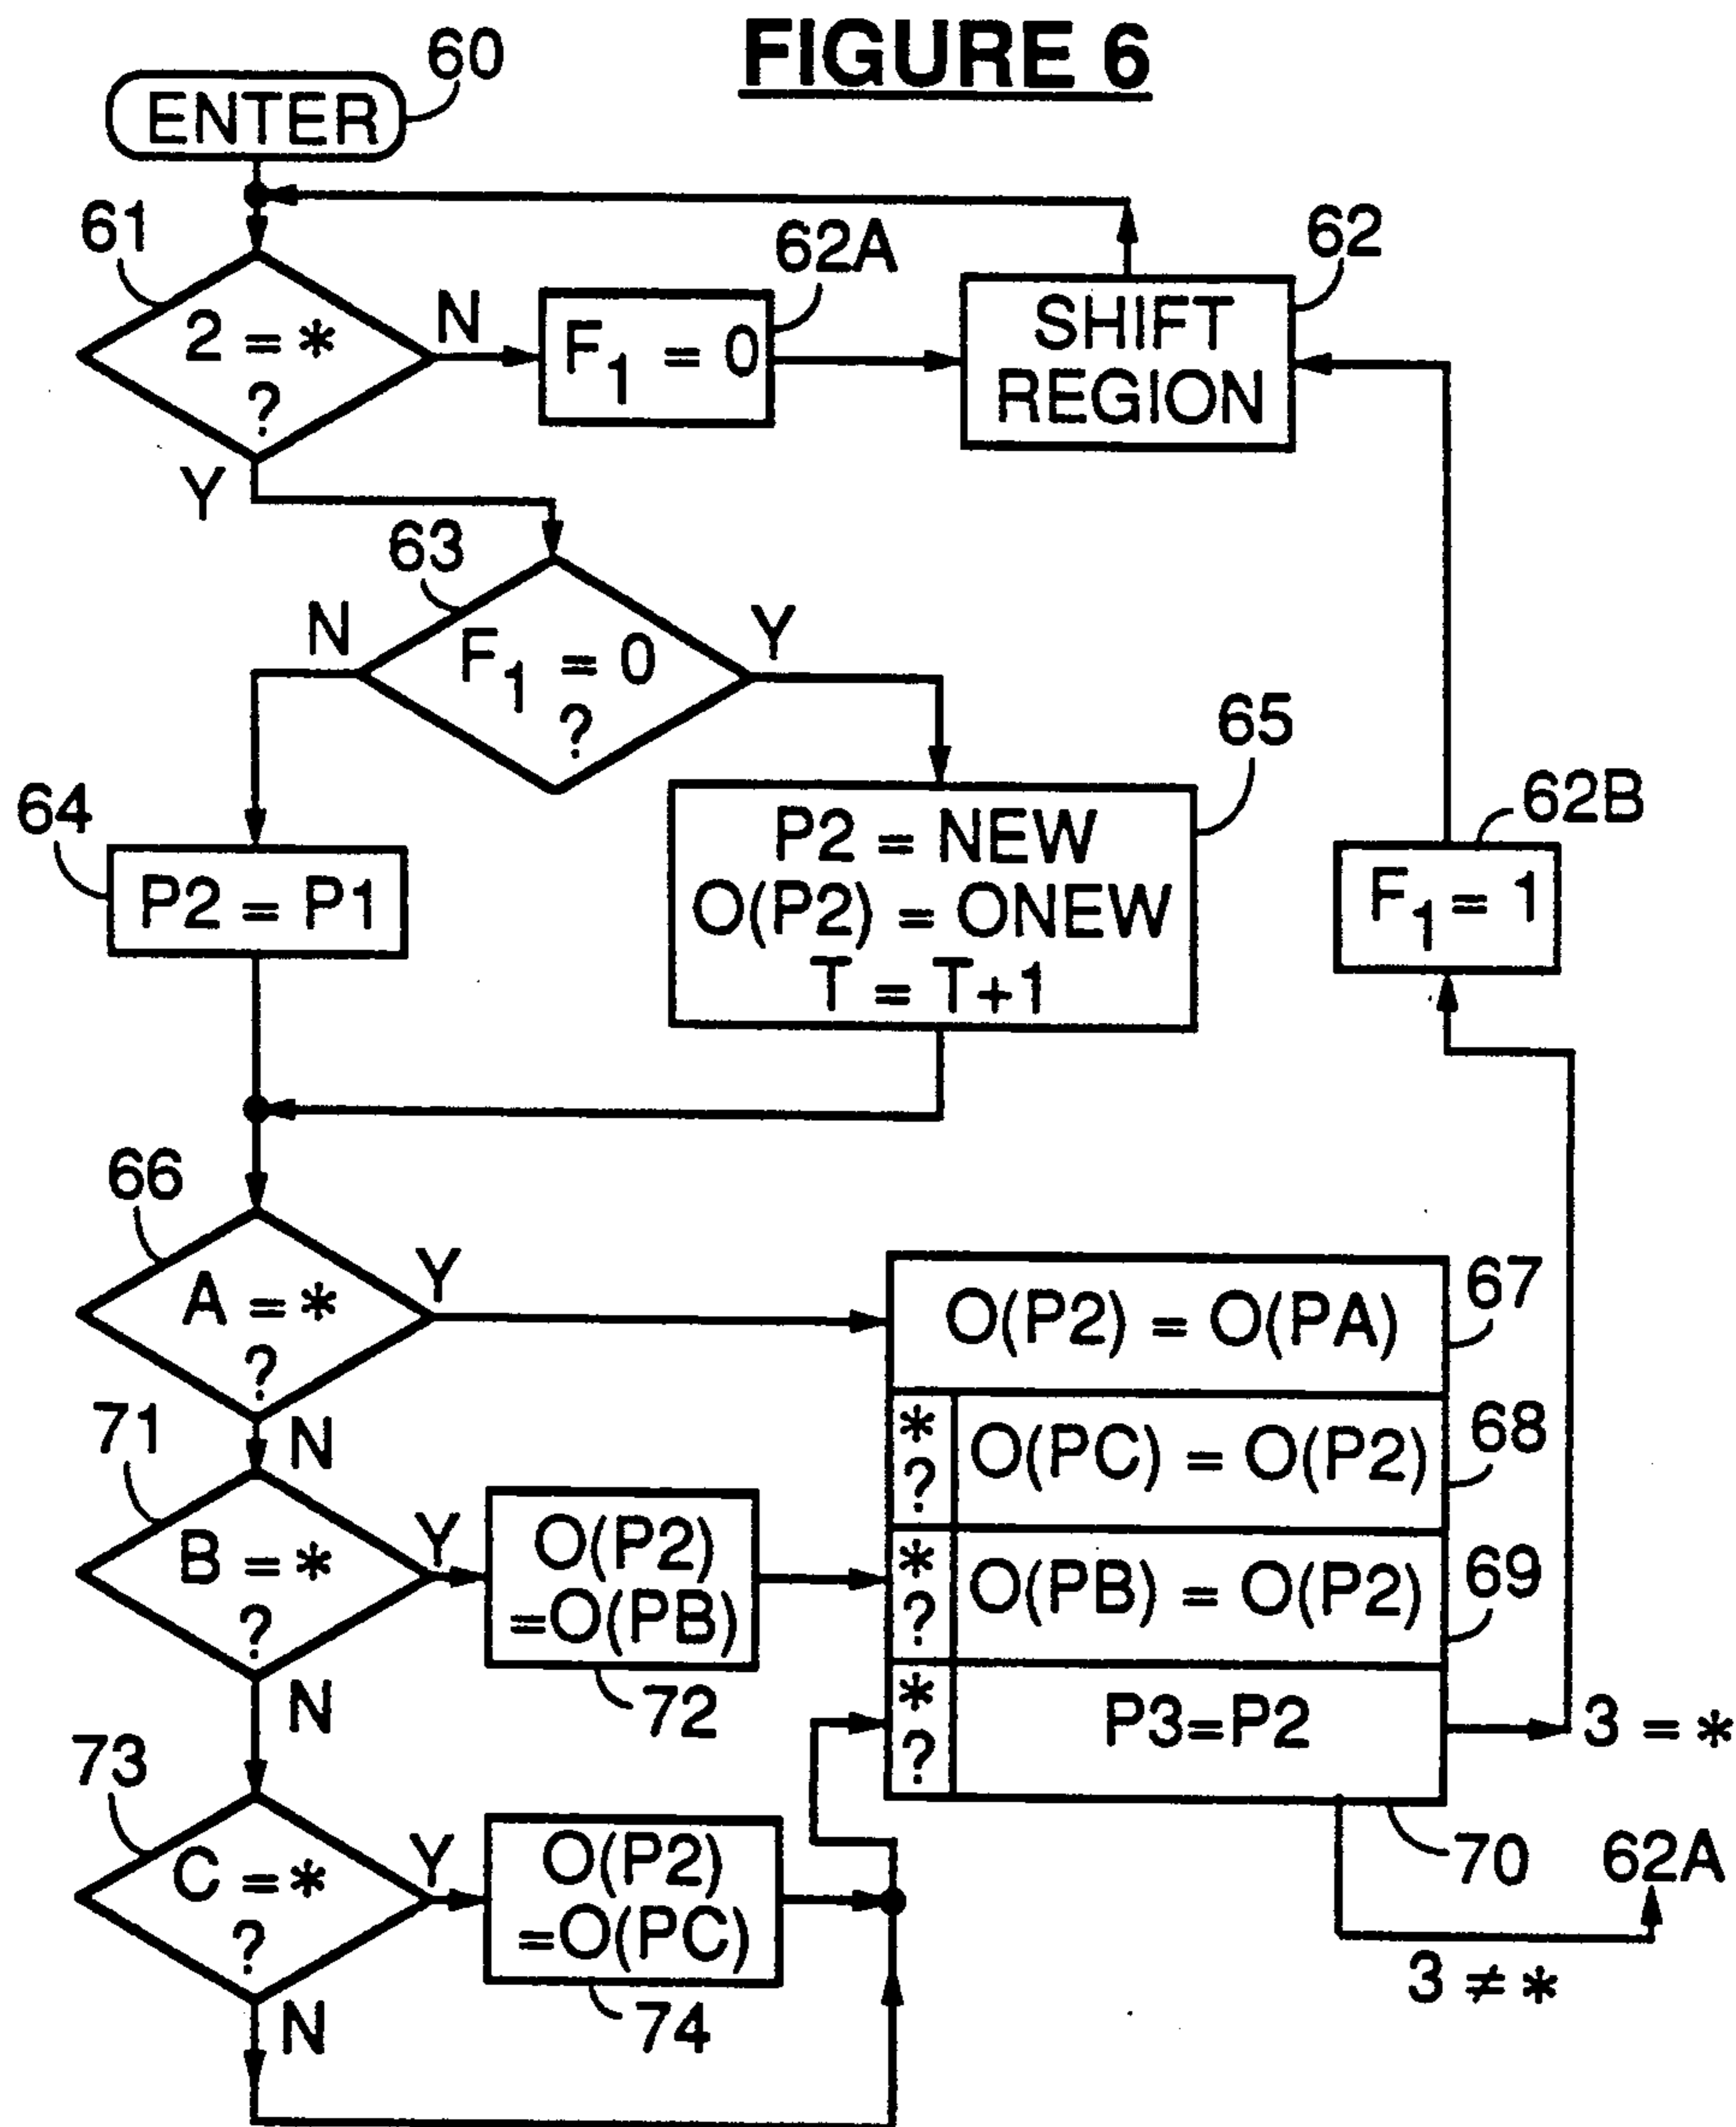 FIGURE 6
60
ENTER
61
62A
62
2 = *
?
N
F1 = 0
SHIFT
REGION
Y
63
N
F1 = 0
?
Y
65
64
P2 = P1
P2 = NEW
O(P2) = ONEW
T = T+1
62B
F1 = 1
66
A = *
?
Y
O(P2) = O(PA)
67
*
?
O(PC) = O(P2)
68
71
N
B = *
?
Y
O(P2)
=O(PB)
72
*
?
O(PB) = O(P2)
69
*
?
P3=P2
3 = *
N
73
C = *
?
Y
O(P2)
=O(PC)
74
70
62A
3 ≠ *
N